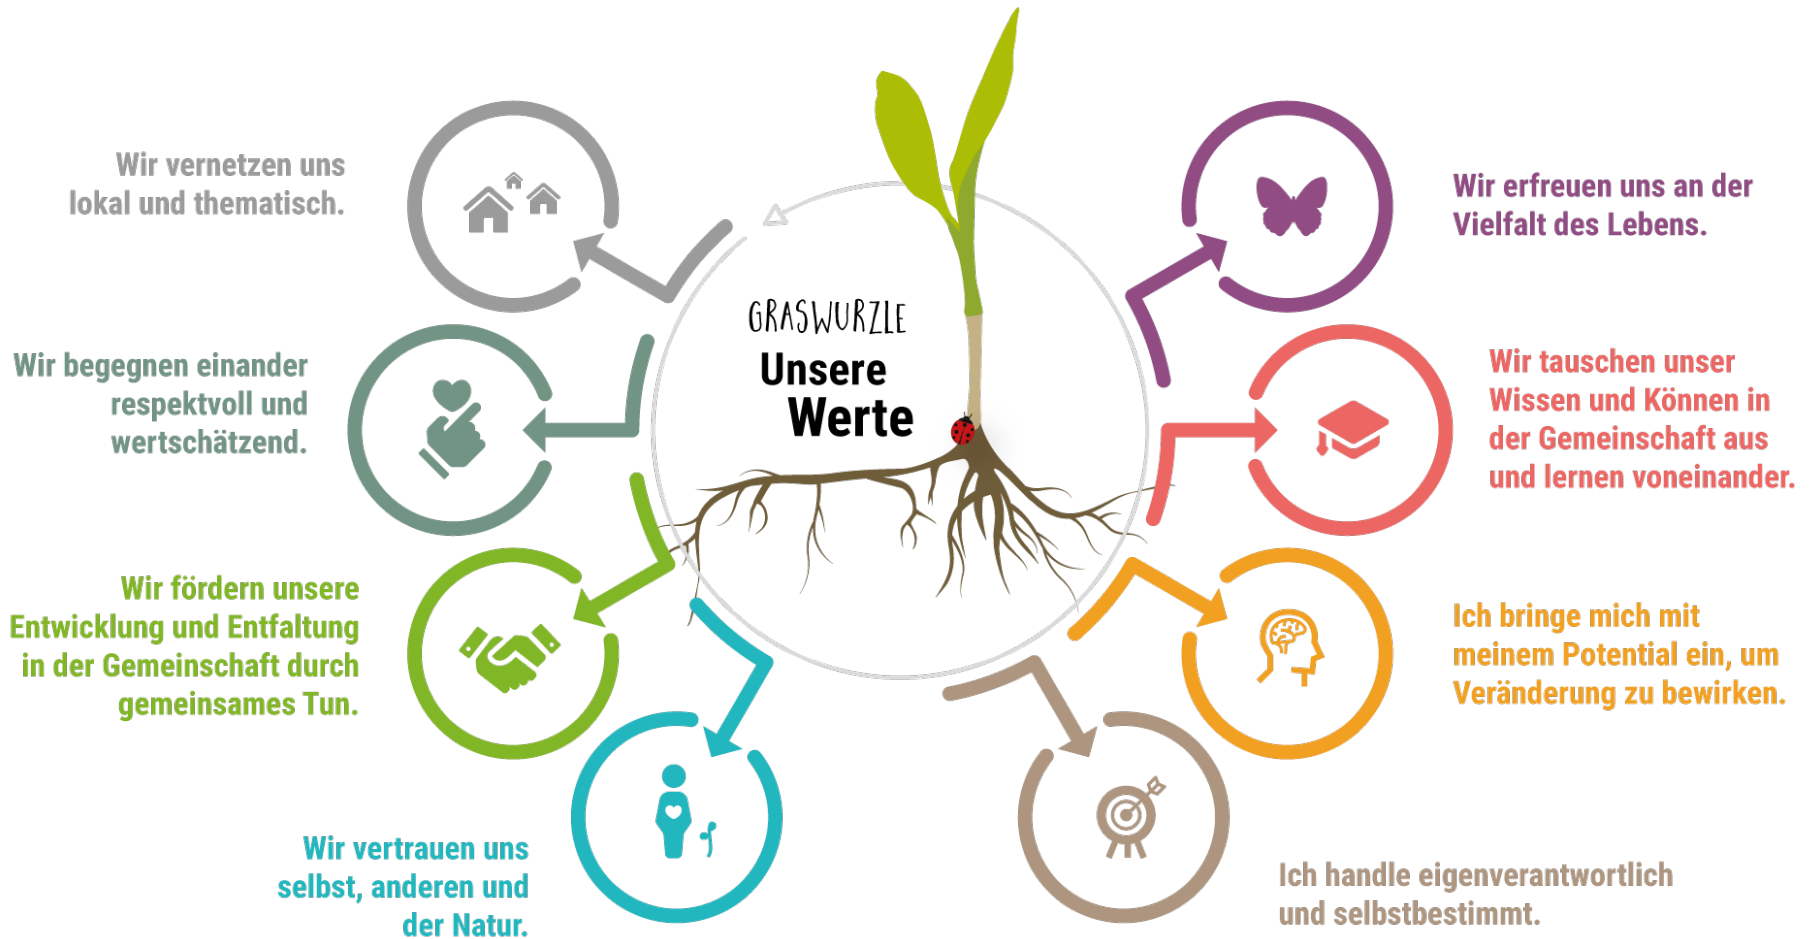 GRASWURZLE
Unsere
Werte
Wir vernetzen uns
lokal und thematisch.
Wir begegnen einander
respektvoll und
wertschätzend.
Wir fördern unsere
Entwicklung und Entfaltung
in der Gemeinschaft durch
gemeinsames Tun.
Wir vertrauen uns
selbst, anderen und
der Natur.
Ich handle eigenverantwortlich
und selbstbestimmt.
Ich bringe mich mit
meinem Potential ein, um
Veränderung zu bewirken.
Wir tauschen unser
Wissen und Können in
der Gemeinschaft aus
und lernen voneinander.
Wir erfreuen uns an der
Vielfalt des Lebens.